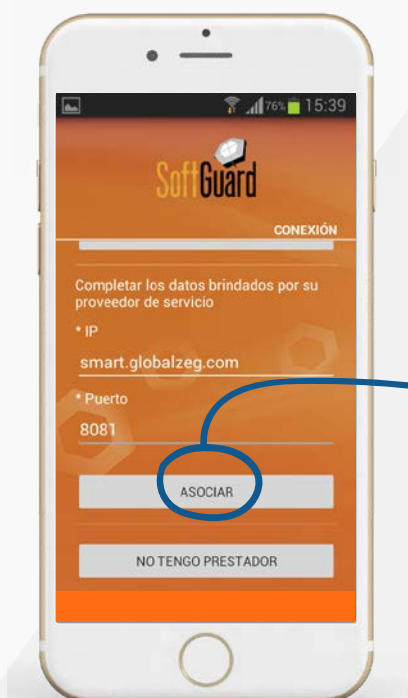 76% 15:39
SoftGuard
CONEXIÓN
Completar los datos brindados por su
proveedor de servicio
* IP
smart.globalzeg.com
* Puerto
8081
ASOCIAR
NO TENGO PRESTADOR